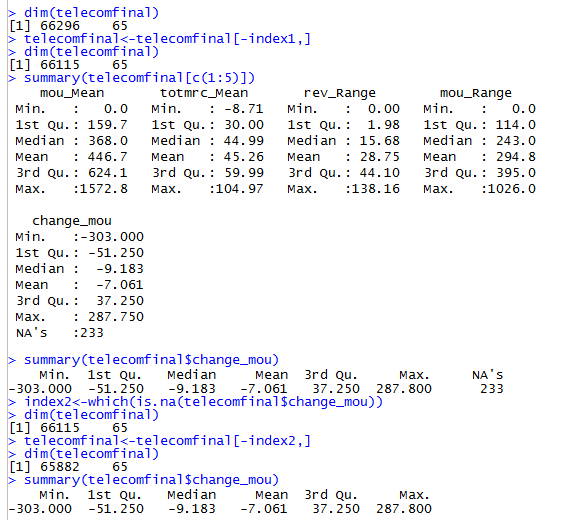 > dim(telecomfinal)
[1] 66296    65
> telecomfinal<-telecomfinal[-index1,]
> dim(telecomfinal)
[1] 66115    65
> summary(telecomfinal[c(1:5)])
    mou_Mean       totmrc_Mean       rev_Range        mou_Range
 Min.   :   0.0   Min.   : -8.71   Min.   :  0.00   Min.   :   0.0
 1st Qu.: 159.7   1st Qu.: 30.00   1st Qu.:  1.98   1st Qu.: 114.0
 Median : 368.0   Median : 44.99   Median : 15.68   Median : 243.0
 Mean   : 446.7   Mean   : 45.26   Mean   : 28.75   Mean   : 294.8
 3rd Qu.: 624.1   3rd Qu.: 59.99   3rd Qu.: 44.10   3rd Qu.: 395.0
 Max.   :1572.8   Max.   :104.97   Max.   :138.16   Max.   :1026.0
   change_mou
 Min.   :-303.000
 1st Qu.: -51.250
 Median :  -9.183
 Mean   :  -7.061
 3rd Qu.:  37.250
 Max.   : 287.750
 NA's   :233
> summary(telecomfinal$change_mou)
    Min.  1st Qu.   Median     Mean  3rd Qu.     Max.     NA's
-303.000  -51.250   -9.183   -7.061   37.250  287.800      233
> index2<-which(is.na(telecomfinal$change_mou))
> dim(telecomfinal)
[1] 66115    65
> telecomfinal<-telecomfinal[-index2,]
> dim(telecomfinal)
[1] 65882    65
> summary(telecomfinal$change_mou)
    Min.  1st Qu.   Median     Mean  3rd Qu.     Max.
-303.000  -51.250   -9.183   -7.061   37.250  287.800